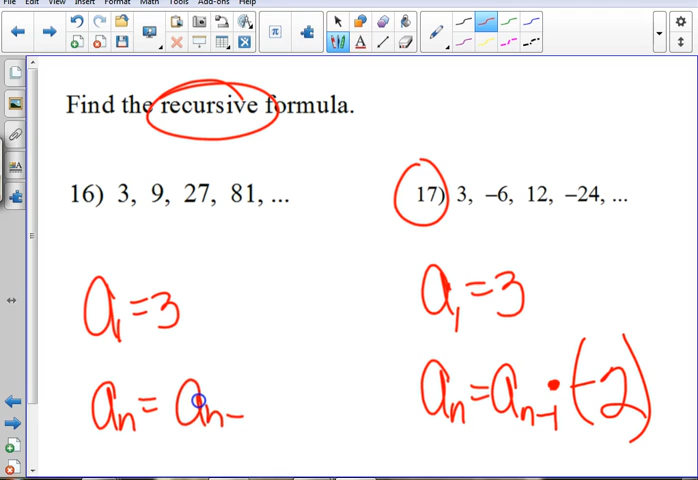 File Edit View Insert Format Math Tools Add-ons Help
Find the recursive formula.
16) 3, 9, 27, 81, ...
17) 3, –6, 12, –24, ...
a₁ = 3
aₙ = aₙ₋
a₁ = 3
aₙ = aₙ₋₁ • (–2)